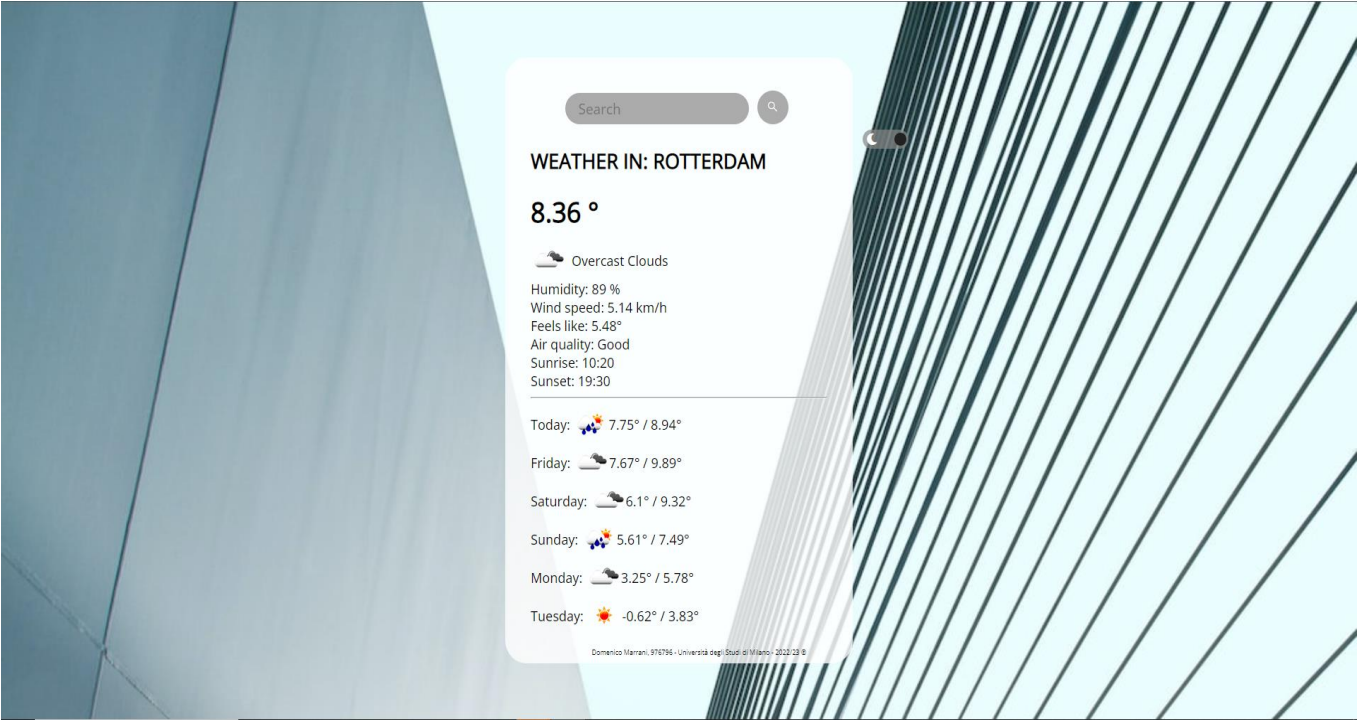 Search
WEATHER IN: ROTTERDAM
8.36 °
Overcast Clouds
Humidity: 89 %
Wind speed: 5.14 km/h
Feels like: 5.48°
Air quality: Good
Sunrise: 10:20
Sunset: 19:30
Today: 7.75° / 8.94°
Friday: 7.67° / 9.89°
Saturday: 6.1° / 9.32°
Sunday: 5.61° / 7.49°
Monday: 3.25° / 5.78°
Tuesday: -0.62° / 3.83°
Domenico Marrani, 976796 - Università degli Studi di Milano - 2022/23 ©